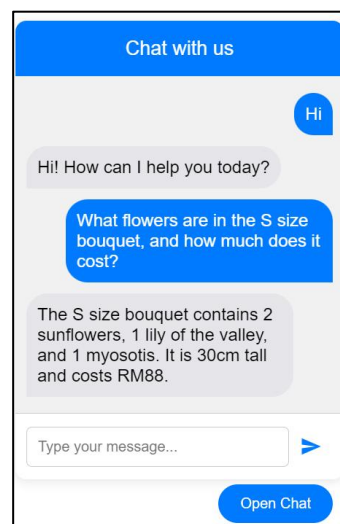 Chat with us
Hi
Hi! How can I help you today?
What flowers are in the S size
bouquet, and how much does it
cost?
The S size bouquet contains 2
sunflowers, 1 lily of the valley,
and 1 myosotis. It is 30cm tall
and costs RM88.
Type your message...
Open Chat